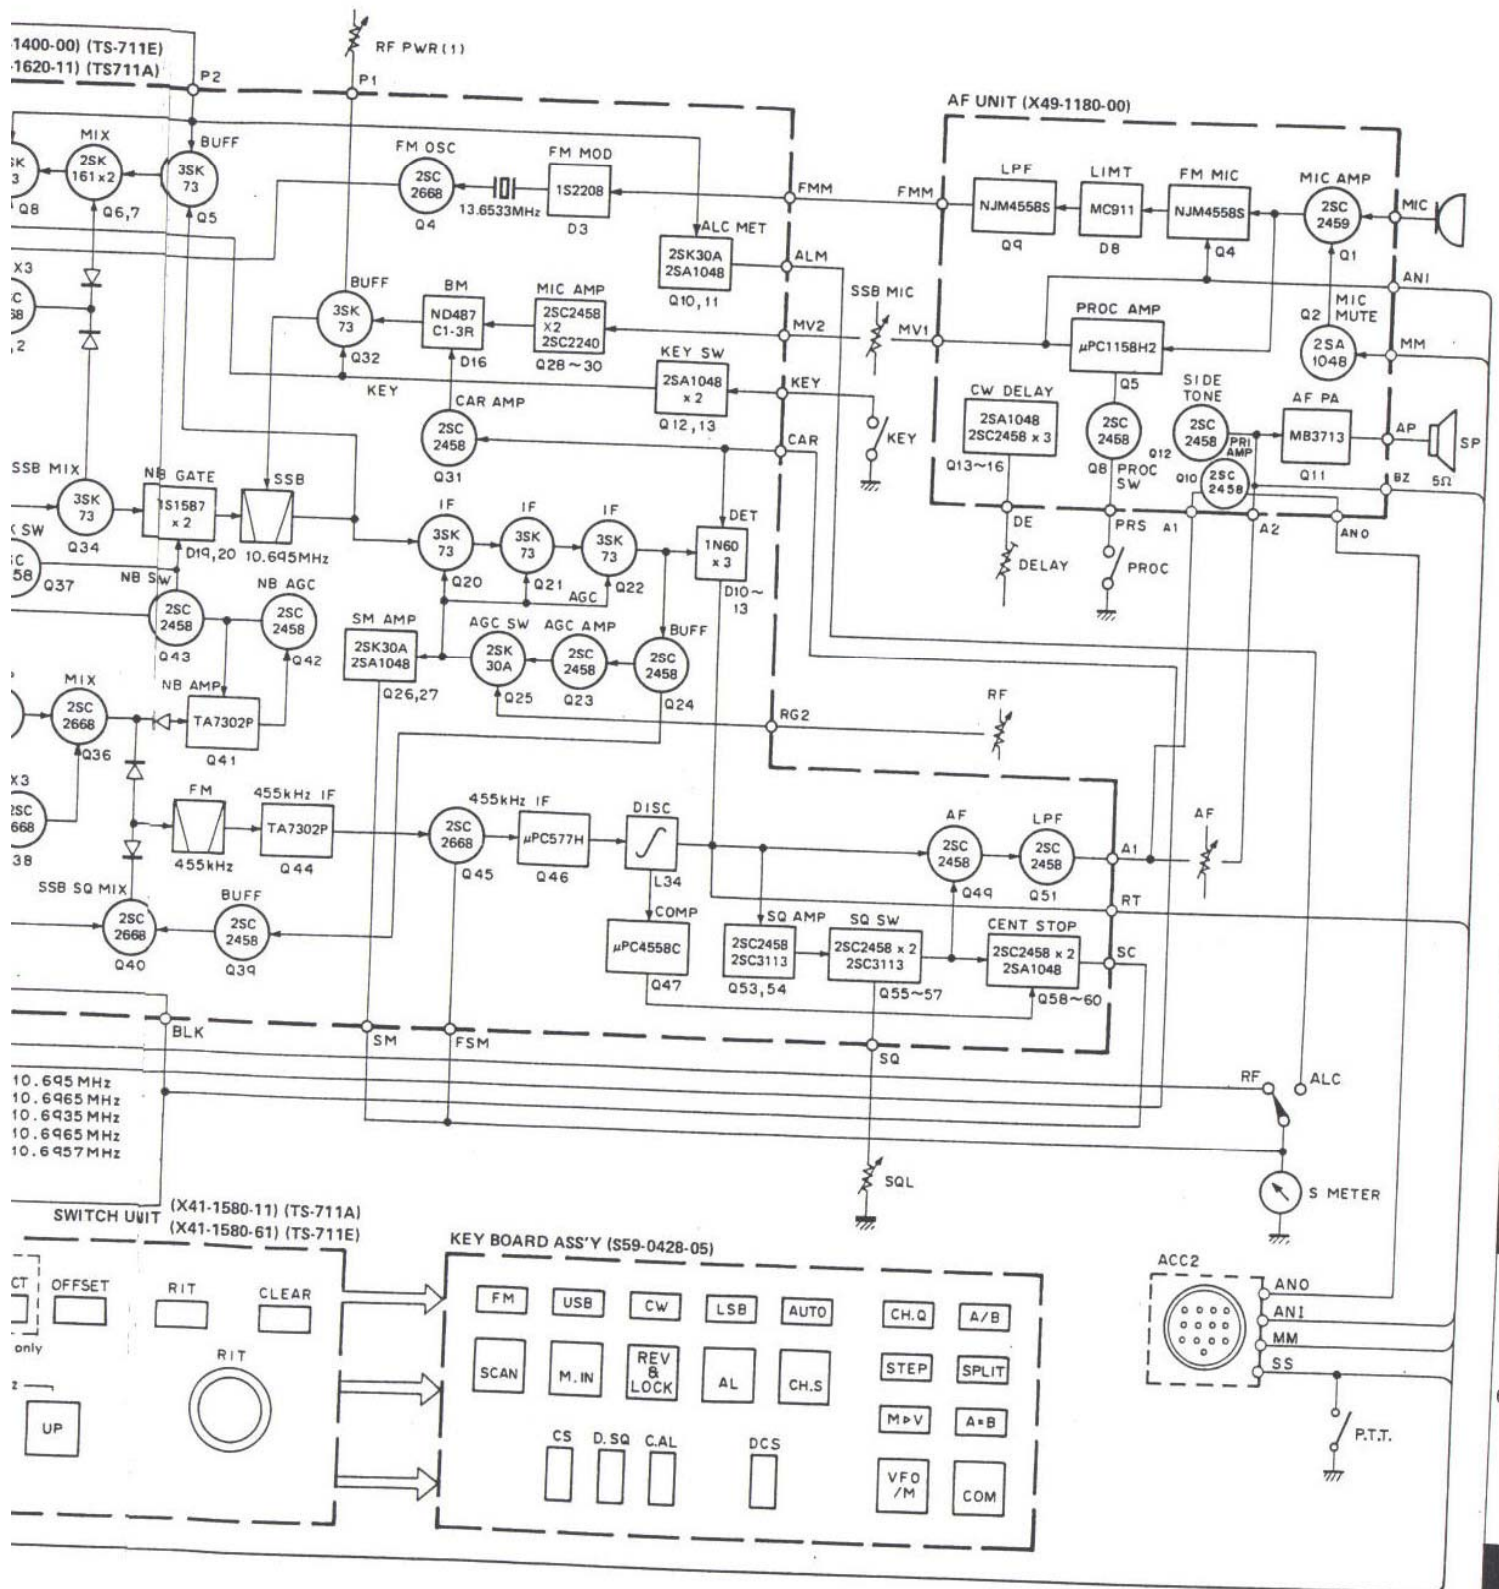 -1400-00) (TS-711E)
-1620-11) (TS711A)
P2
RF PWR(1)
P1
AF UNIT (X49-1180-00)
MIX
BUFF
SK
3
2SK
161x2
3SK
73
Q8
Q6,7
Q5
FM OSC
2SC
2668
Q4
13.6533MHz
FM MOD
1S2208
D3
FMM
FMM
LPF
NJM4558S
Q9
LIMT
MC911
D8
FM MIC
NJM4558S
Q4
MIC AMP
2SC
2459
Q1
MIC
ALC MET
2SK30A
2SA1048
Q10,11
ALM
ANI
X3
SC
68
,2
BUFF
3SK
73
Q32
BM
ND487
C1-3R
D16
MIC AMP
2SC2458
X2
2SC2240
Q28~30
MV2
SSB MIC
MV1
PROC AMP
µPC1158H2
Q5
Q2
MIC
MUTE
2SA
1048
MM
KEY SW
2SA1048
x 2
Q12,13
KEY
KEY
KEY
CW DELAY
2SA1048
2SC2458 x 3
Q13~16
2SC
2458
Q8
PROC
SW
SIDE
TONE
2SC
2458
Q12
PRI
AMP
Q10
2SC
2458
AF PA
MB3713
Q11
AP
SP
5Ω
BZ
CAR AMP
2SC
2458
Q31
CAR
DE
PRS
A1
A2
ANO
DELAY
PROC
SSB MIX
3SK
73
Q34
NB GATE
1S1587
x 2
D19,20
SSB
10.695MHz
K SW
SC
58
Q37
IF
3SK
73
Q20
IF
3SK
73
Q21
IF
3SK
73
Q22
AGC
DET
1N60
x 3
D10~
13
NB SW
2SC
2458
Q43
NB AGC
2SC
2458
Q42
SM AMP
2SK30A
2SA1048
Q26,27
AGC SW
2SK
30A
Q25
AGC AMP
2SC
2458
Q23
BUFF
2SC
2458
Q24
MIX
2SC
2668
Q36
NB AMP
TA7302P
Q41
RG2
RF
X3
2SC
2668
38
FM
455kHz
455kHz IF
TA7302P
Q44
2SC
2668
Q45
455kHz IF
µPC577H
Q46
DISC
L34
AF
2SC
2458
Q49
LPF
2SC
2458
Q51
A1
AF
RT
SSB SQ MIX
2SC
2668
Q40
BUFF
2SC
2458
Q39
COMP
µPC4558C
Q47
SQ AMP
2SC2458
2SC3113
Q53,54
SQ SW
2SC2458 x 2
2SC3113
Q55~57
CENT STOP
2SC2458 x 2
2SA1048
Q58~60
SC
BLK
SM
FSM
SQ
10.695MHz
10.6965MHz
10.6935MHz
10.6965MHz
10.6957MHz
RF
ALC
SQL
S METER
SWITCH UNIT
(X41-1580-11) (TS-711A)
(X41-1580-61) (TS-711E)
KEY BOARD ASS'Y (S59-0428-05)
CT
OFFSET
RIT
CLEAR
only
RIT
z
UP
FM
USB
CW
LSB
AUTO
CH.Q
A/B
SCAN
M.IN
REV
&
LOCK
AL
CH.S
STEP
SPLIT
M▷V
A=B
CS
D.SQ
C.AL
DCS
VFO
/M
COM
ACC2
ANO
ANI
MM
SS
P.T.T.